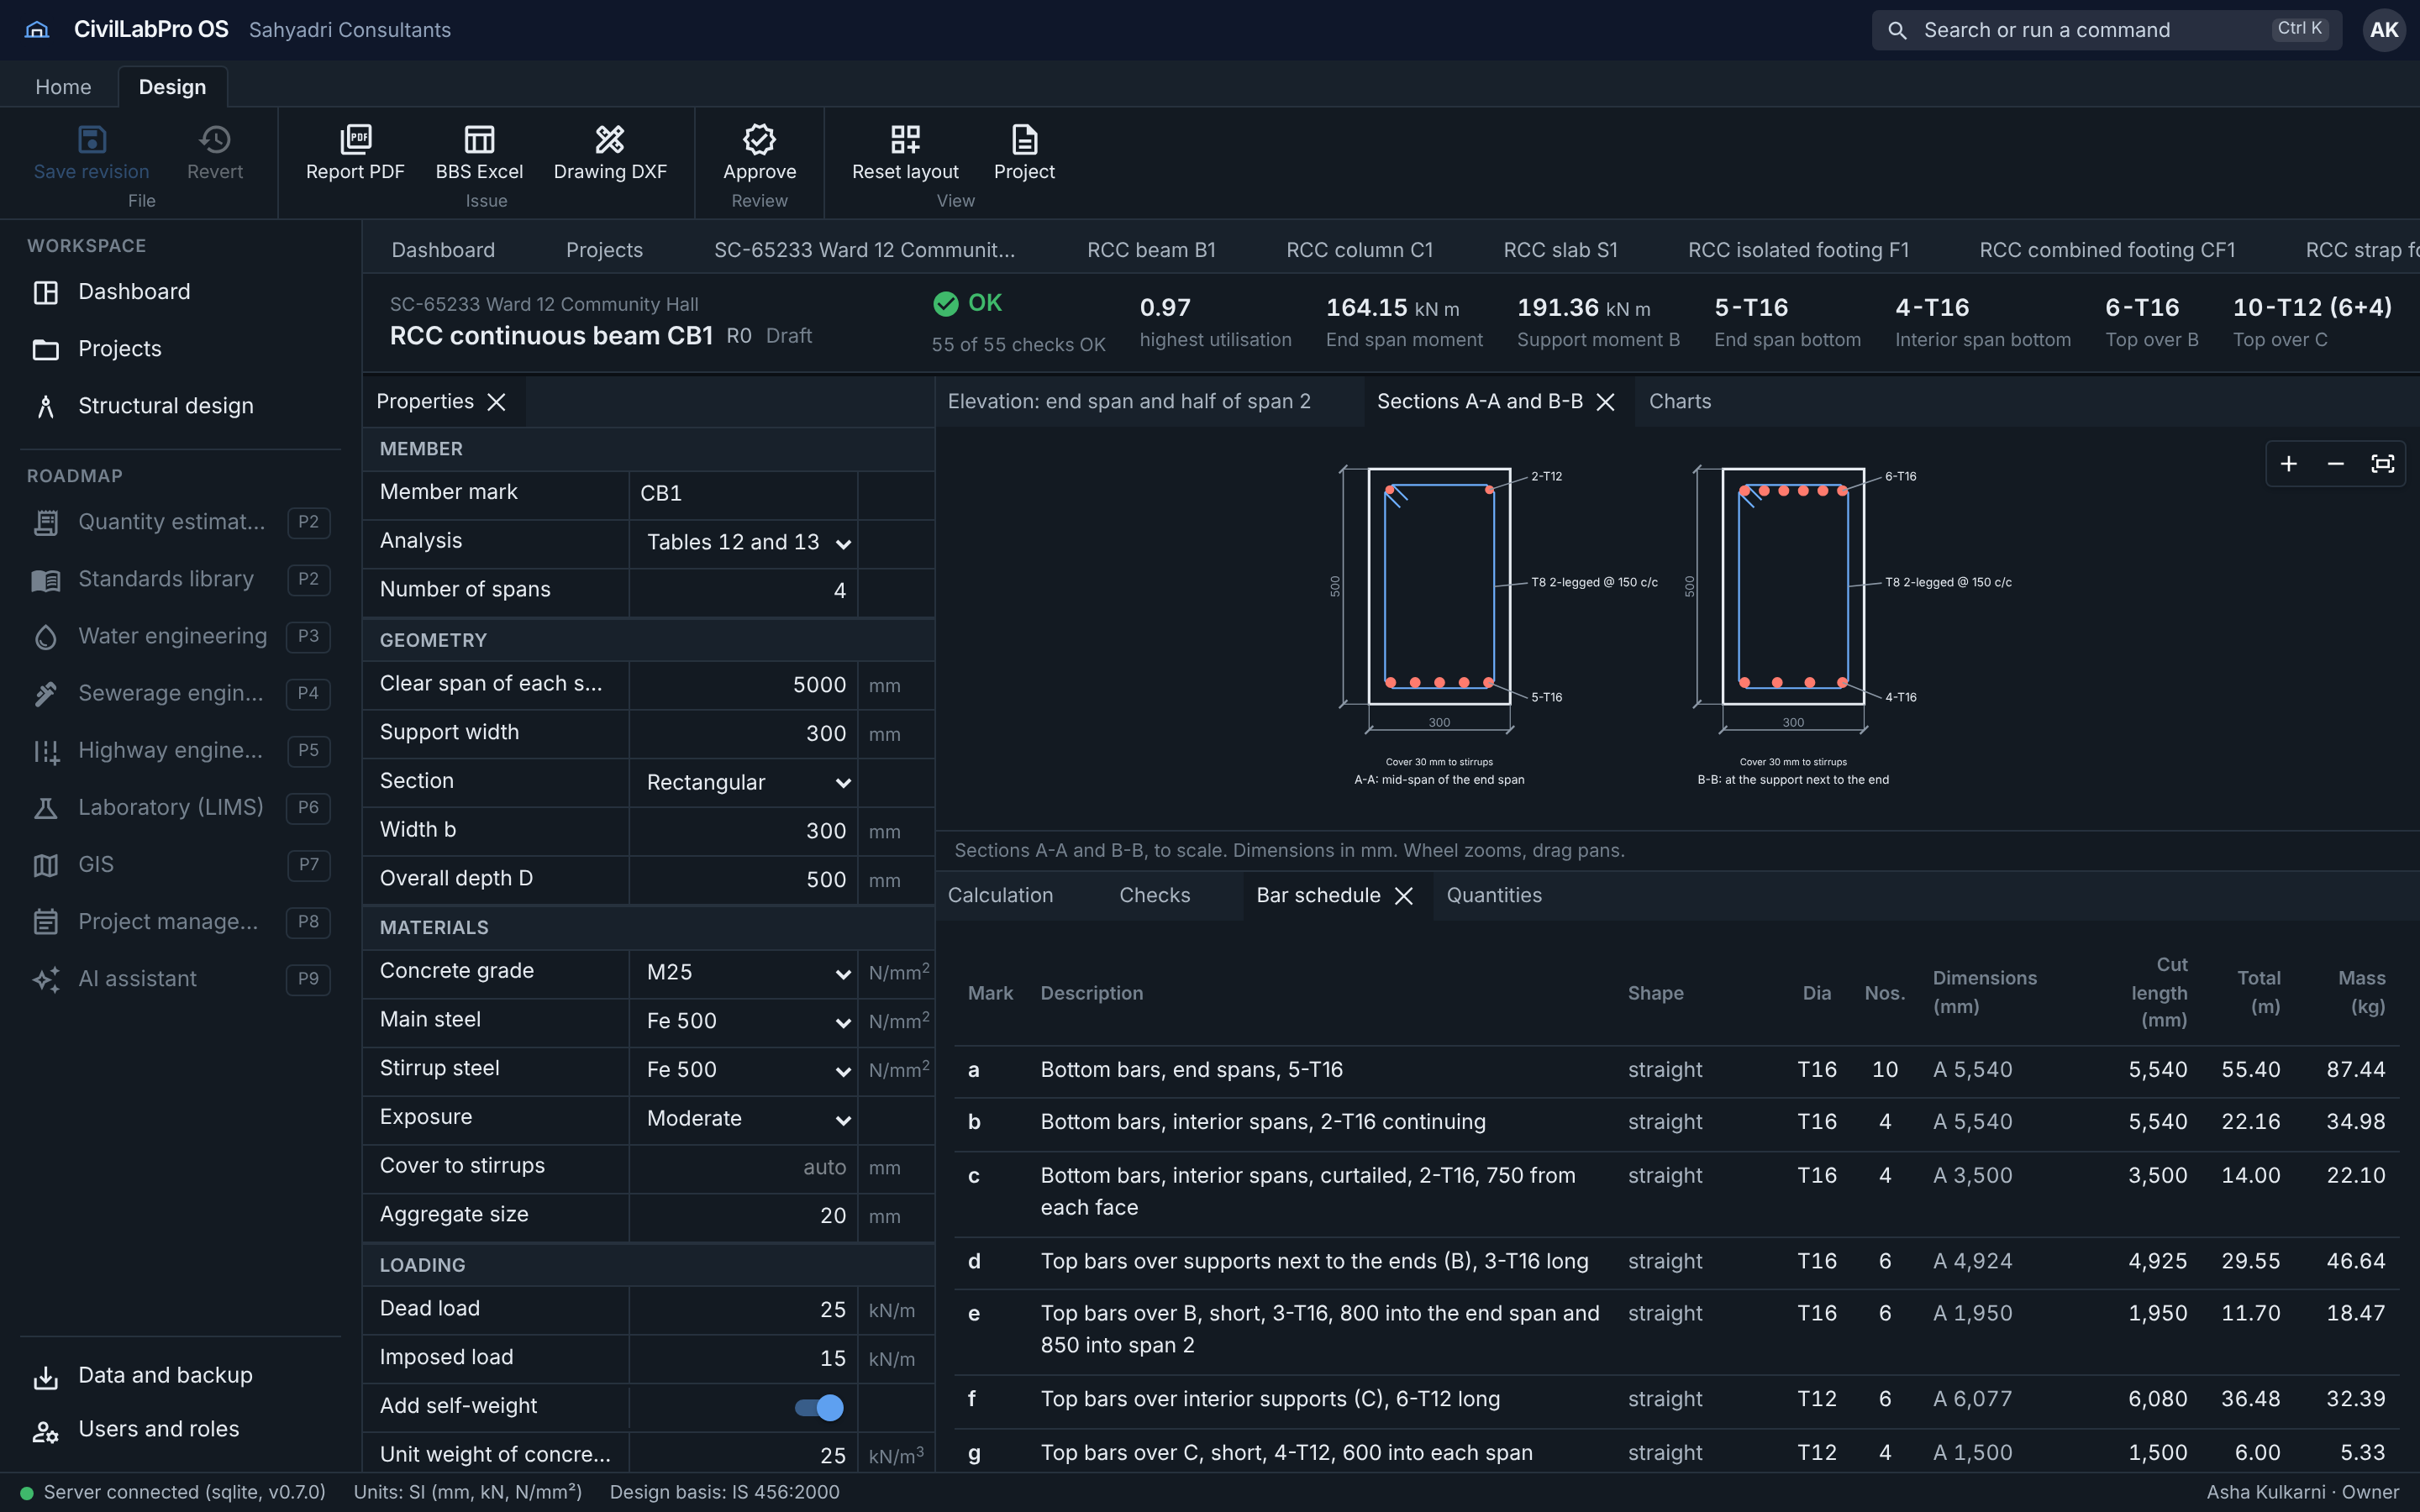 CivilLabPro OS Sahyadri Consultants Search or run a command Ctrl K AK
Home Design
Save revision Revert Report PDF BBS Excel Drawing DXF Approve Reset layout Project
File Issue Review View
WORKSPACE
Dashboard
Projects
Structural design
ROADMAP
Quantity estimat... P2
Standards library P2
Water engineering P3
Sewerage engin... P4
Highway engine... P5
Laboratory (LIMS) P6
GIS P7
Project manage... P8
AI assistant P9
Data and backup
Users and roles
Dashboard Projects SC-65233 Ward 12 Communit... RCC beam B1 RCC column C1 RCC slab S1 RCC isolated footing F1 RCC combined footing CF1 RCC strap fo
SC-65233 Ward 12 Community Hall
RCC continuous beam CB1 R0 Draft
OK
55 of 55 checks OK
0.97
highest utilisation
164.15 kN m
End span moment
191.36 kN m
Support moment B
5-T16
End span bottom
4-T16
Interior span bottom
6-T16
Top over B
10-T12 (6+4)
Top over C
Properties
MEMBER
Member mark CB1
Analysis Tables 12 and 13
Number of spans 4
GEOMETRY
Clear span of each s... 5000 mm
Support width 300 mm
Section Rectangular
Width b 300 mm
Overall depth D 500 mm
MATERIALS
Concrete grade M25 N/mm²
Main steel Fe 500 N/mm²
Stirrup steel Fe 500 N/mm²
Exposure Moderate
Cover to stirrups auto mm
Aggregate size 20 mm
LOADING
Dead load 25 kN/m
Imposed load 15 kN/m
Add self-weight
Unit weight of concre... 25 kN/m³
Elevation: end span and half of span 2 Sections A-A and B-B Charts
2-T12
500
T8 2-legged @ 150 c/c
5-T16
300
Cover 30 mm to stirrups
A-A: mid-span of the end span
6-T16
500
T8 2-legged @ 150 c/c
4-T16
300
Cover 30 mm to stirrups
B-B: at the support next to the end
Sections A-A and B-B, to scale. Dimensions in mm. Wheel zooms, drag pans.
Calculation Checks Bar schedule Quantities
Mark Description Shape Dia Nos. Dimensions (mm) Cut length (mm) Total (m) Mass (kg)
a Bottom bars, end spans, 5-T16 straight T16 10 A 5,540 5,540 55.40 87.44
b Bottom bars, interior spans, 2-T16 continuing straight T16 4 A 5,540 5,540 22.16 34.98
c Bottom bars, interior spans, curtailed, 2-T16, 750 from straight T16 4 A 3,500 3,500 14.00 22.10
each face
d Top bars over supports next to the ends (B), 3-T16 long straight T16 6 A 4,924 4,925 29.55 46.64
e Top bars over B, short, 3-T16, 800 into the end span and straight T16 6 A 1,950 1,950 11.70 18.47
850 into span 2
f Top bars over interior supports (C), 6-T12 long straight T12 6 A 6,077 6,080 36.48 32.39
g Top bars over C, short, 4-T12, 600 into each span straight T12 4 A 1,500 1,500 6.00 5.33
Server connected (sqlite, v0.7.0) Units: SI (mm, kN, N/mm²) Design basis: IS 456:2000 Asha Kulkarni · Owner